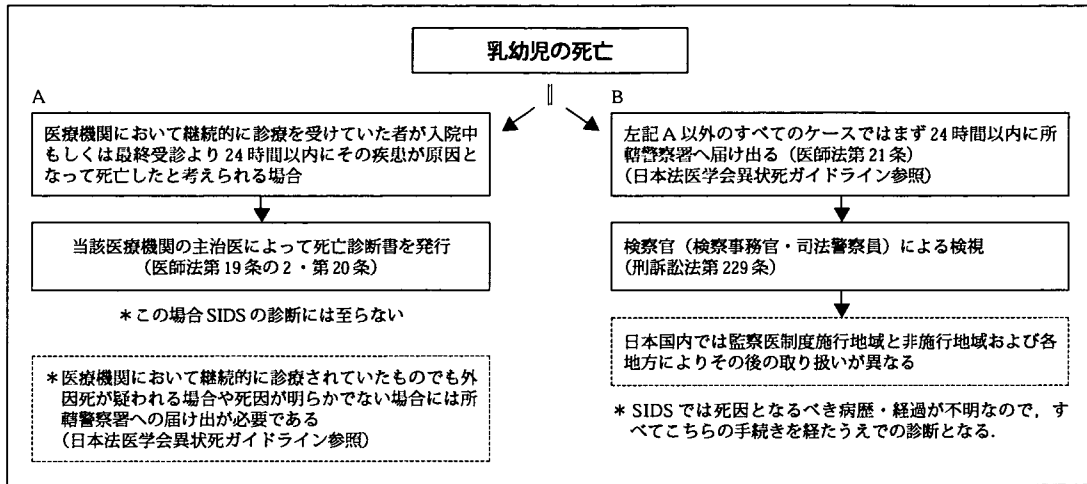 乳幼児の死亡
A
医療機関において継続的に診療を受けていた者が入院中
もしくは最終受診より24時間以内にその疾患が原因と
なって死亡したと考えられる場合
当該医療機関の主治医によって死亡診断書を発行
(医師法第19条の2・第20条)
*この場合SIDSの診断には至らない
*医療機関において継続的に診療されていたものでも外
因死が疑われる場合や死因が明らかでない場合には所
轄警察署への届け出が必要である
(日本法医学会異状死ガイドライン参照)
B
左記A以外のすべてのケースではまず24時間以内に所
轄警察署へ届け出る(医師法第21条)
(日本法医学会異状死ガイドライン参照)
検察官(検察事務官・司法警察員)による検視
(刑訴訟法第229条)
日本国内では監察医制度施行地域と非施行地域および各
地方によりその後の取り扱いが異なる
*SIDSでは死因となるべき病歴・経過が不明なので,す
べてこちらの手続きを経たうえでの診断となる.